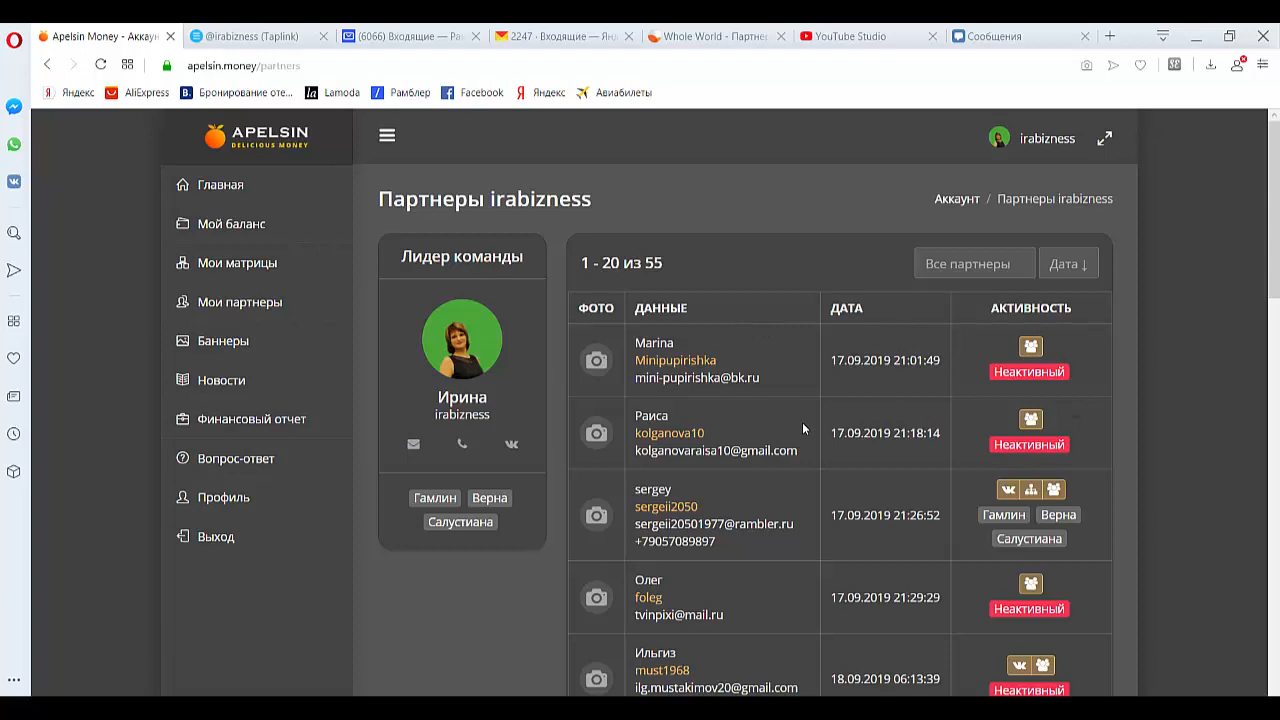 Apelsin Money - Аккаун
@irabizness (Taplink)
(6066) Входящие — Ра
2247 - Входящие — Ян
Whole World - Партне
YouTube Studio
Сообщения
apelsin.money/partners
Яндекс
AliExpress
Бронирование оте...
Lamoda
Рамблер
Facebook
Яндекс
Авиабилеты
APELSIN
DELICIOUS MONEY
irabizness
Главная
Мой баланс
Мои матрицы
Мои партнеры
Баннеры
Новости
Финансовый отчет
Вопрос-ответ
Профиль
Выход
Партнеры irabizness
Аккаунт / Партнеры irabizness
Лидер команды
Ирина
irabizness
Гамлин Верна
Салустиана
1 - 20 из 55
Все партнеры
Дата ↓
ФОТО ДАННЫЕ ДАТА АКТИВНОСТЬ
Marina
Minipupirishka
mini-pupirishka@bk.ru
17.09.2019 21:01:49
Неактивный
Раиса
kolganova10
kolganovaraisa10@gmail.com
17.09.2019 21:18:14
Неактивный
sergey
sergeii2050
sergeii20501977@rambler.ru
+79057089897
17.09.2019 21:26:52
Гамлин Верна
Салустиана
Олег
foleg
tvinpixi@mail.ru
17.09.2019 21:29:29
Неактивный
Ильгиз
must1968
ilg.mustakimov20@gmail.com
18.09.2019 06:13:39
Неактивный